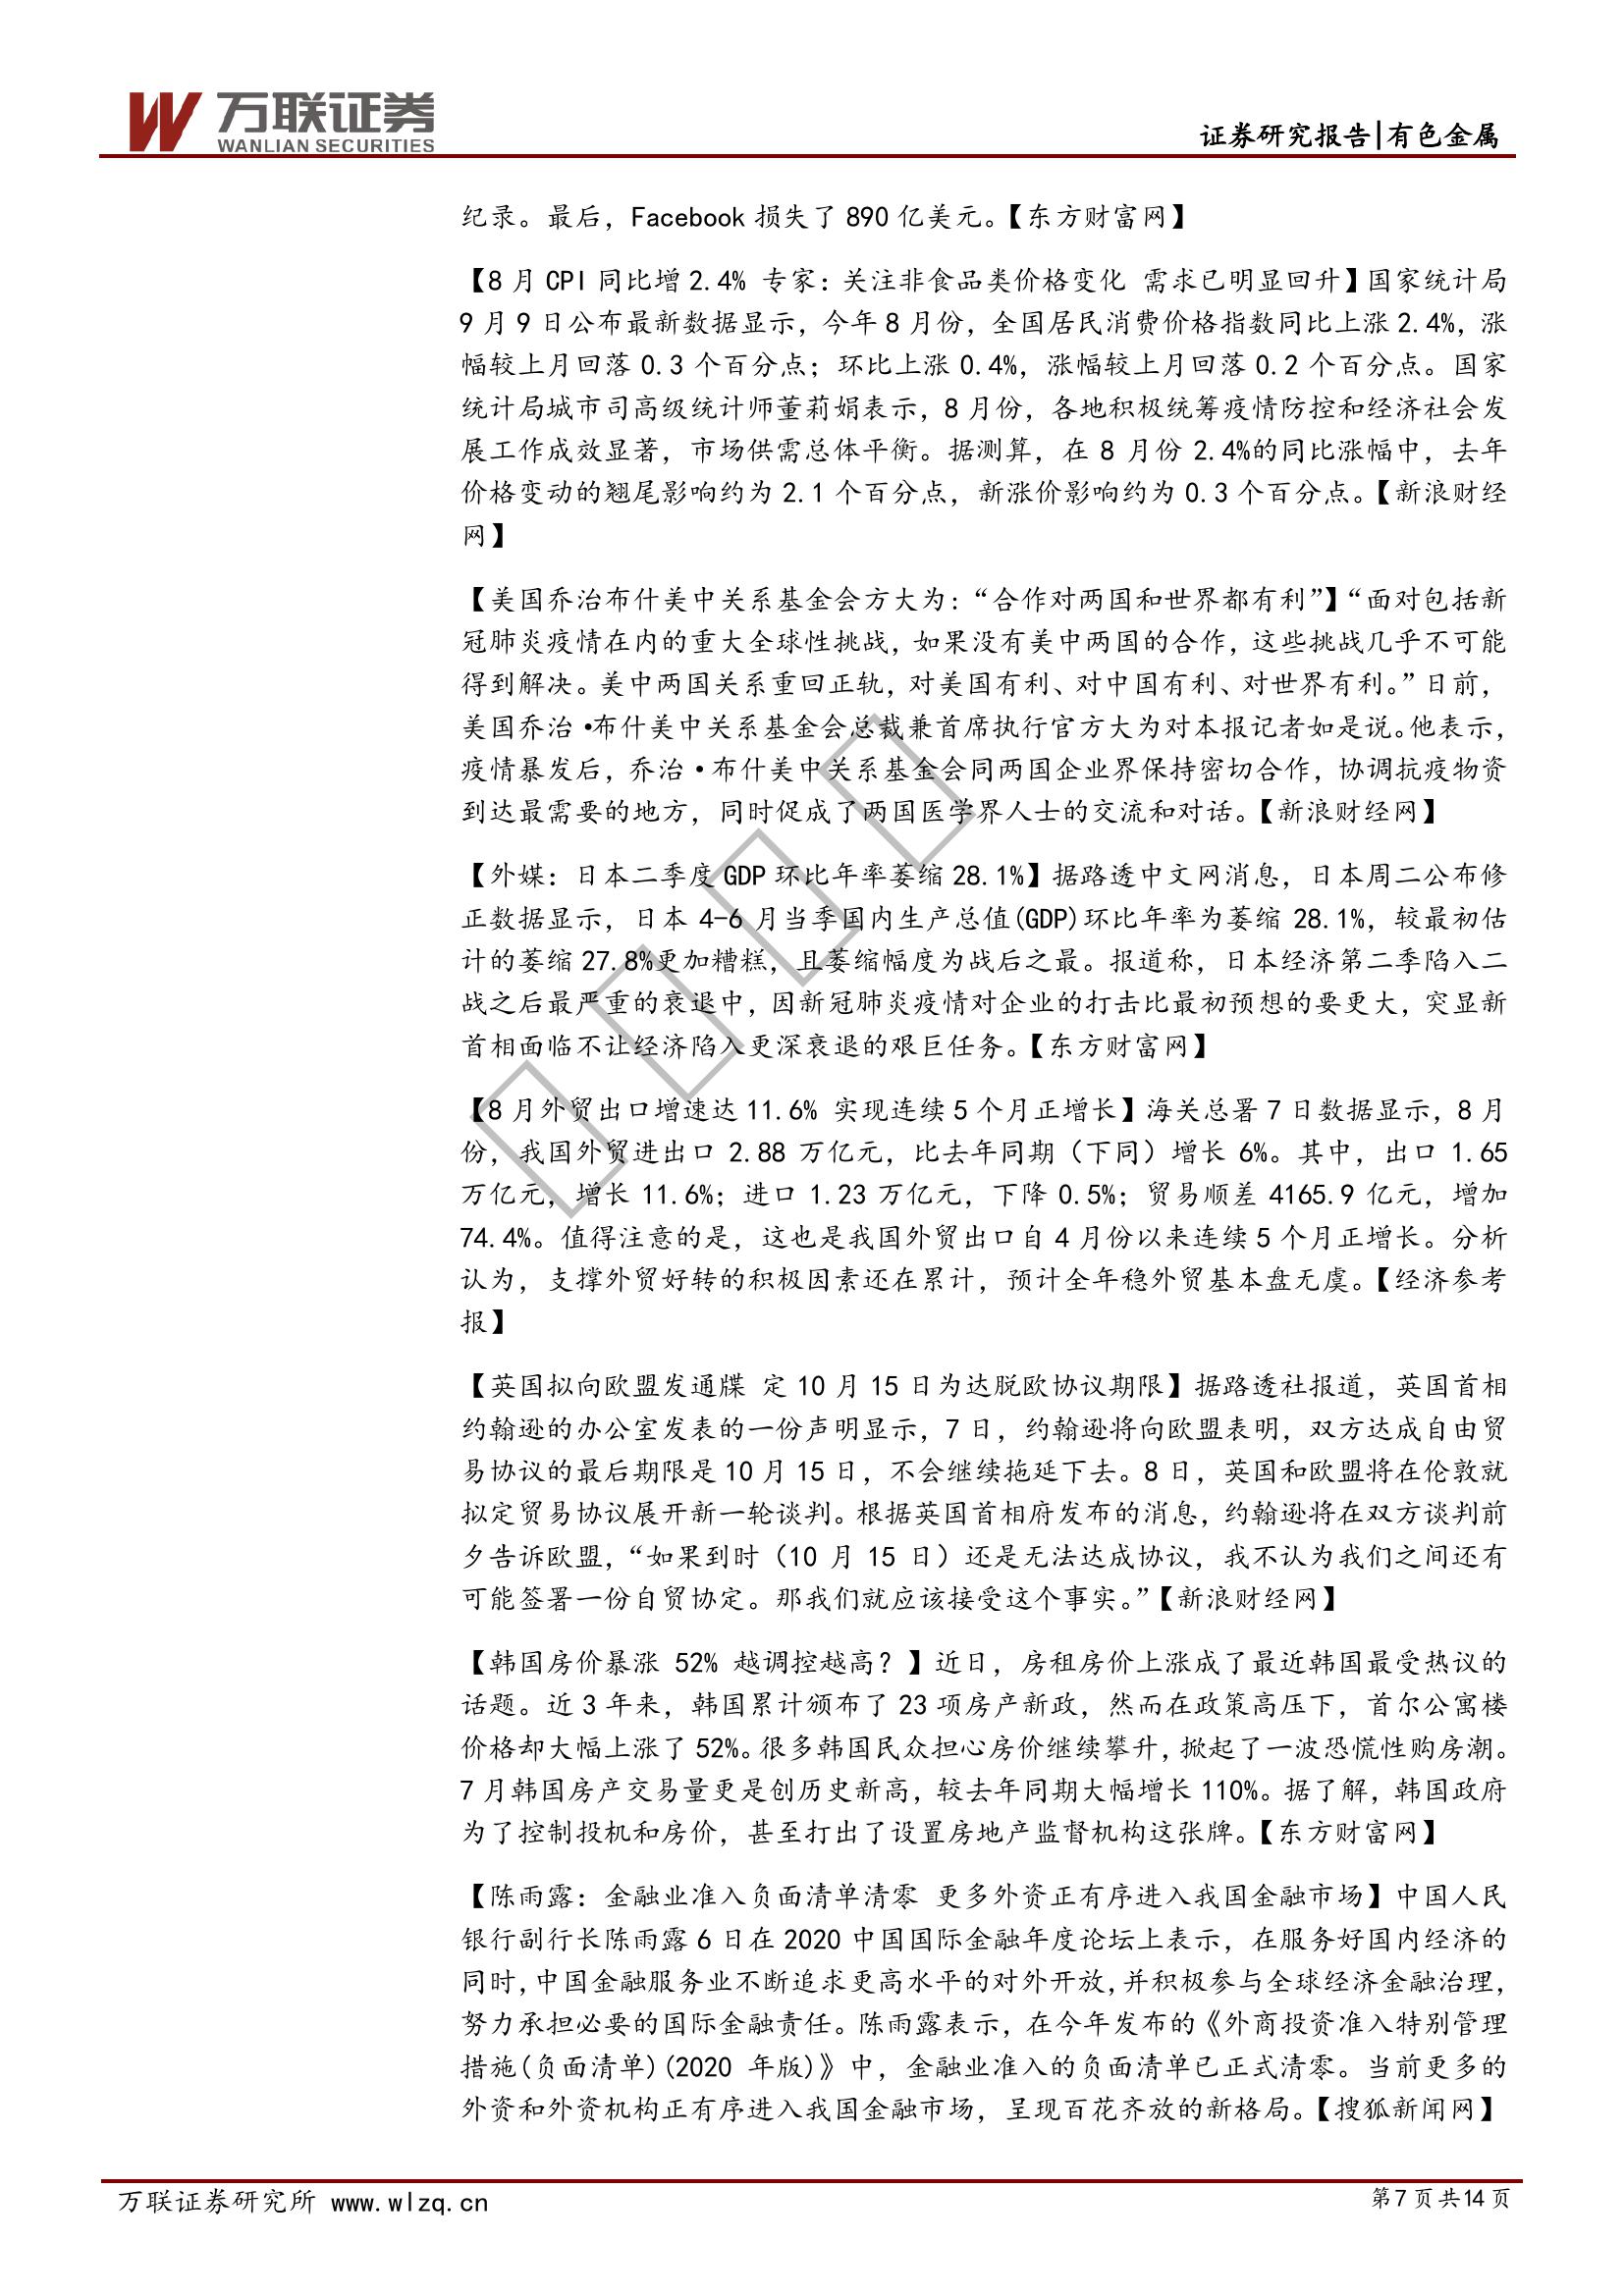 万联证券
WANLIAN SECURITIES
证券研究报告|有色金属
纪录。最后，Facebook 损失了 890 亿美元。【东方财富网】
【8 月 CPI 同比增 2.4% 专家：关注非食品类价格变化 需求已明显回升】国家统计局
9 月 9 日公布最新数据显示，今年 8 月份，全国居民消费价格指数同比上涨 2.4%，涨
幅较上月回落 0.3 个百分点；环比上涨 0.4%，涨幅较上月回落 0.2 个百分点。国家
统计局城市司高级统计师董莉娟表示，8 月份，各地积极统筹疫情防控和经济社会发
展工作成效显著，市场供需总体平衡。据测算，在 8 月份 2.4%的同比涨幅中，去年
价格变动的翘尾影响约为 2.1 个百分点，新涨价影响约为 0.3 个百分点。【新浪财经
网】
【美国乔治布什美中关系基金会方大为：“合作对两国和世界都有利”】“面对包括新
冠肺炎疫情在内的重大全球性挑战，如果没有美中两国的合作，这些挑战几乎不可能
得到解决。美中两国关系重回正轨，对美国有利、对中国有利、对世界有利。”日前，
美国乔治·布什美中关系基金会总裁兼首席执行官方大为对本报记者如是说。他表示，
疫情暴发后，乔治·布什美中关系基金会同两国企业界保持密切合作，协调抗疫物资
到达最需要的地方，同时促成了两国医学界人士的交流和对话。【新浪财经网】
【外媒：日本二季度 GDP 环比年率萎缩 28.1%】据路透中文网消息，日本周二公布修
正数据显示，日本 4-6 月当季国内生产总值(GDP)环比年率为萎缩 28.1%，较最初估
计的萎缩 27.8%更加糟糕，且萎缩幅度为战后之最。报道称，日本经济第二季陷入二
战之后最严重的衰退中，因新冠肺炎疫情对企业的打击比最初预想的要更大，突显新
首相面临不让经济陷入更深衰退的艰巨任务。【东方财富网】
【8 月外贸出口增速达 11.6% 实现连续 5 个月正增长】海关总署 7 日数据显示，8 月
份，我国外贸进出口 2.88 万亿元，比去年同期（下同）增长 6%。其中，出口 1.65
万亿元，增长 11.6%；进口 1.23 万亿元，下降 0.5%；贸易顺差 4165.9 亿元，增加
74.4%。值得注意的是，这也是我国外贸出口自 4 月份以来连续 5 个月正增长。分析
认为，支撑外贸好转的积极因素还在累计，预计全年稳外贸基本盘无虞。【经济参考
报】
【英国拟向欧盟发通牒 定 10 月 15 日为达脱欧协议期限】据路透社报道，英国首相
约翰逊的办公室发表的一份声明显示，7 日，约翰逊将向欧盟表明，双方达成自由贸
易协议的最后期限是 10 月 15 日，不会继续拖延下去。8 日，英国和欧盟将在伦敦就
拟定贸易协议展开新一轮谈判。根据英国首相府发布的消息，约翰逊将在双方谈判前
夕告诉欧盟，“如果到时（10 月 15 日）还是无法达成协议，我不认为我们之间还有
可能签署一份自贸协定。那我们就应该接受这个事实。”【新浪财经网】
【韩国房价暴涨 52% 越调控越高？】近日，房租房价上涨成了最近韩国最受热议的
话题。近 3 年来，韩国累计颁布了 23 项房产新政，然而在政策高压下，首尔公寓楼
价格却大幅上涨了 52%。很多韩国民众担心房价继续攀升，掀起了一波恐慌性购房潮。
7 月韩国房产交易量更是创历史新高，较去年同期大幅增长 110%。据了解，韩国政府
为了控制投机和房价，甚至打出了设置房地产监督机构这张牌。【东方财富网】
【陈雨露：金融业准入负面清单清零 更多外资正有序进入我国金融市场】中国人民
银行副行长陈雨露 6 日在 2020 中国国际金融年度论坛上表示，在服务好国内经济的
同时，中国金融服务业不断追求更高水平的对外开放，并积极参与全球经济金融治理，
努力承担必要的国际金融责任。陈雨露表示，在今年发布的《外商投资准入特别管理
措施(负面清单)(2020 年版)》中，金融业准入的负面清单已正式清零。当前更多的
外资和外资机构正有序进入我国金融市场，呈现百花齐放的新格局。【搜狐新闻网】
万联证券研究所 www.wlzq.cn
第 7 页 共 14 页